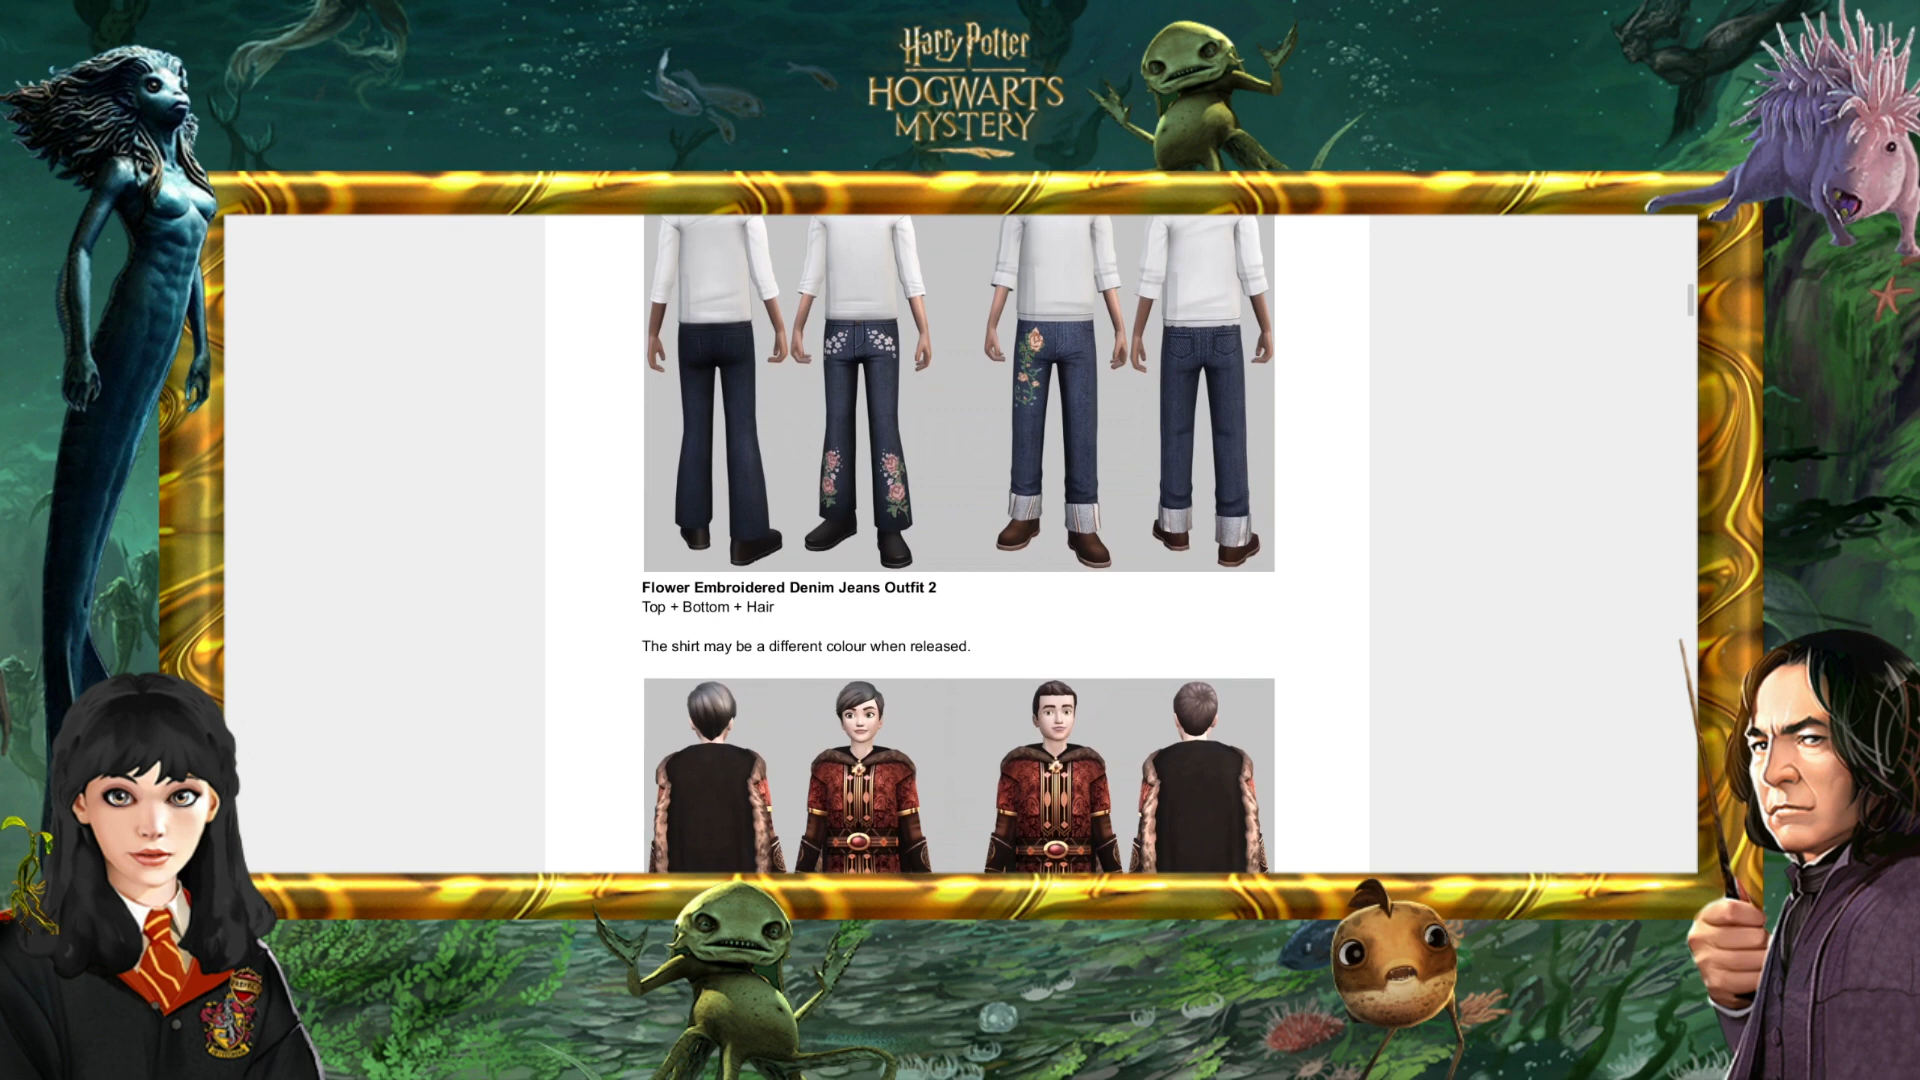 Harry Potter
HOGWARTS
MYSTERY
Flower Embroidered Denim Jeans Outfit 2
Top + Bottom + Hair
The shirt may be a different colour when released.